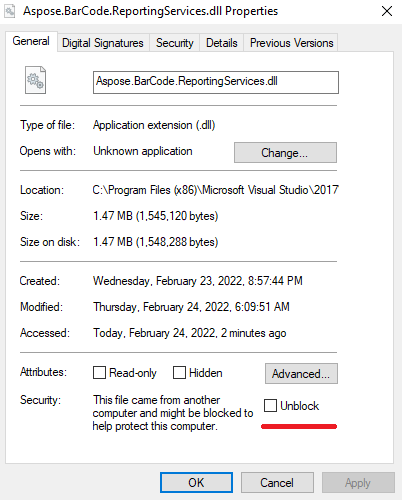 Aspose.BarCode.ReportingServices.dll Properties
General Digital Signatures Security Details Previous Versions
Aspose.BarCode.ReportingServices.dll
Type of file: Application extension (.dll)
Opens with: Unknown application Change...
Location: C:\Program Files (x86)\Microsoft Visual Studio\2017
Size: 1.47 MB (1,545,120 bytes)
Size on disk: 1.47 MB (1,548,288 bytes)
Created: Wednesday, February 23, 2022, 8:57:44 PM
Modified: Thursday, February 24, 2022, 6:09:51 AM
Accessed: Today, February 24, 2022, 2 minutes ago
Attributes: Read-only Hidden Advanced...
Security: This file came from another Unblock
computer and might be blocked to
help protect this computer.
OK Cancel Apply